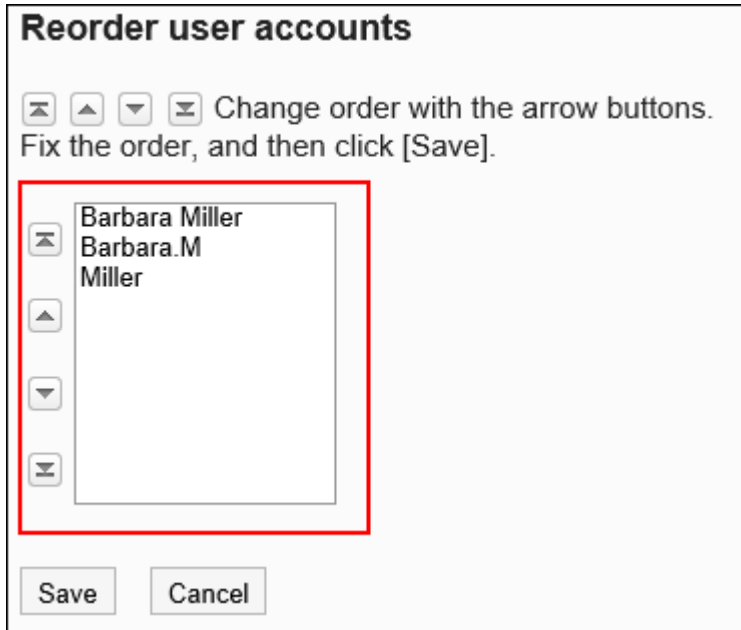 Reorder user accounts
Change order with the arrow buttons.
Fix the order, and then click [Save].
Barbara Miller
Barbara.M
Miller
Save Cancel